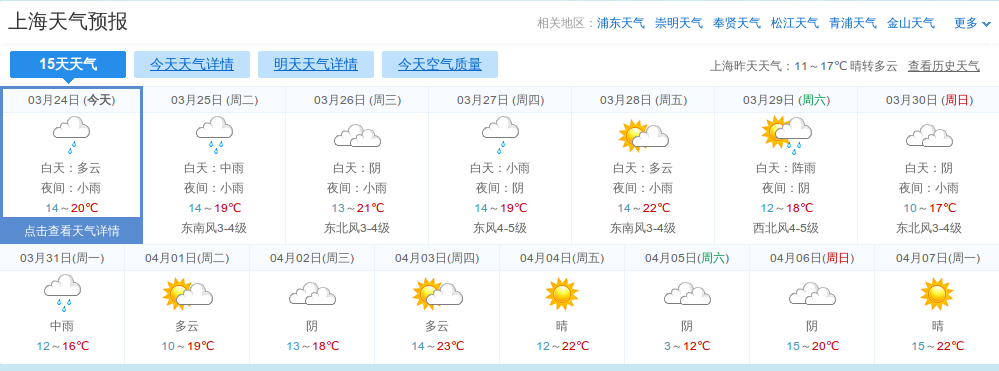 上海天气预报 相关地区：浦东天气 崇明天气 奉贤天气 松江天气 青浦天气 金山天气 更多
15天天气 今天天气详情 明天天气详情 今天空气质量 上海昨天天气：11～17℃ 晴转多云 查看历史天气
03月24日 (今天) 03月25日 (周二) 03月26日 (周三) 03月27日 (周四) 03月28日 (周五) 03月29日 (周六) 03月30日 (周日)
白天：多云 白天：中雨 白天：阴 白天：小雨 白天：多云 白天：阵雨 白天：阴
夜间：小雨 夜间：小雨 夜间：小雨 夜间：阴 夜间：小雨 夜间：阴 夜间：小雨
14～20℃ 14～19℃ 13～21℃ 14～19℃ 14～22℃ 12～18℃ 10～17℃
点击查看天气详情 东南风3-4级 东北风3-4级 东风4-5级 东南风3-4级 西北风4-5级 东北风3-4级
03月31日(周一) 04月01日(周二) 04月02日(周三) 04月03日(周四) 04月04日(周五) 04月05日(周六) 04月06日(周日) 04月07日(周一)
中雨 多云 阴 多云 晴 阴 阴 晴
12～16℃ 10～19℃ 13～18℃ 14～23℃ 12～22℃ 3～12℃ 15～20℃ 15～22℃